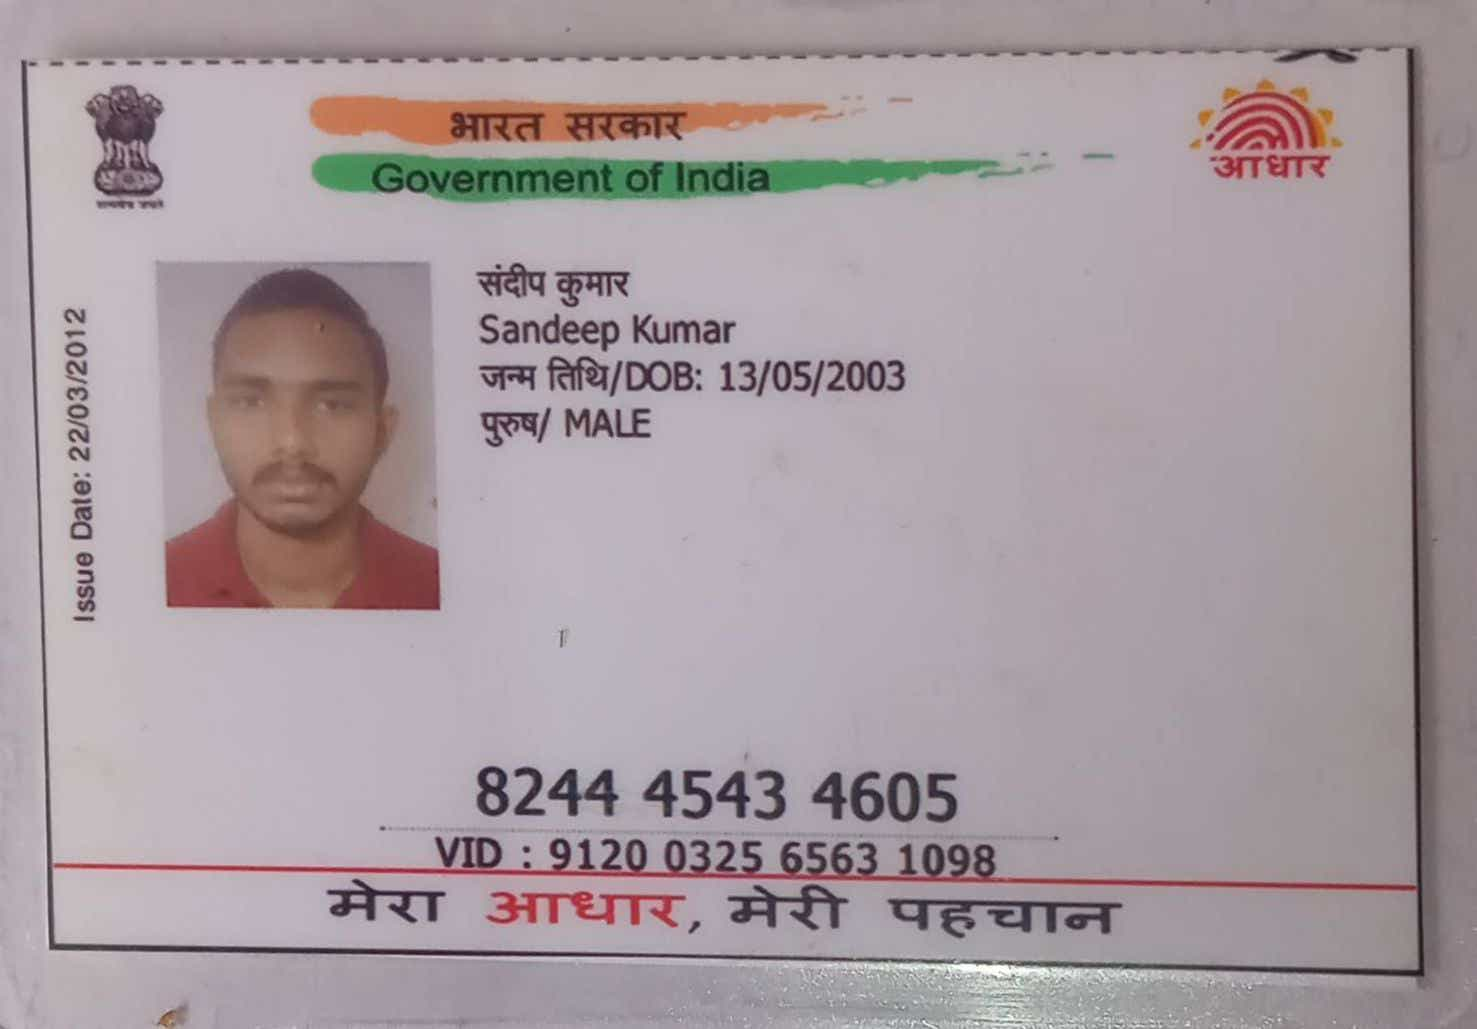 भारत सरकार
Government of India
आधार
सत्यमेव जयते
Issue Date: 22/03/2012
संदीप कुमार
Sandeep Kumar
जन्म तिथि/DOB: 13/05/2003
पुरुष/ MALE
8244 4543 4605
VID : 9120 0325 6563 1098
मेरा आधार, मेरी पहचान